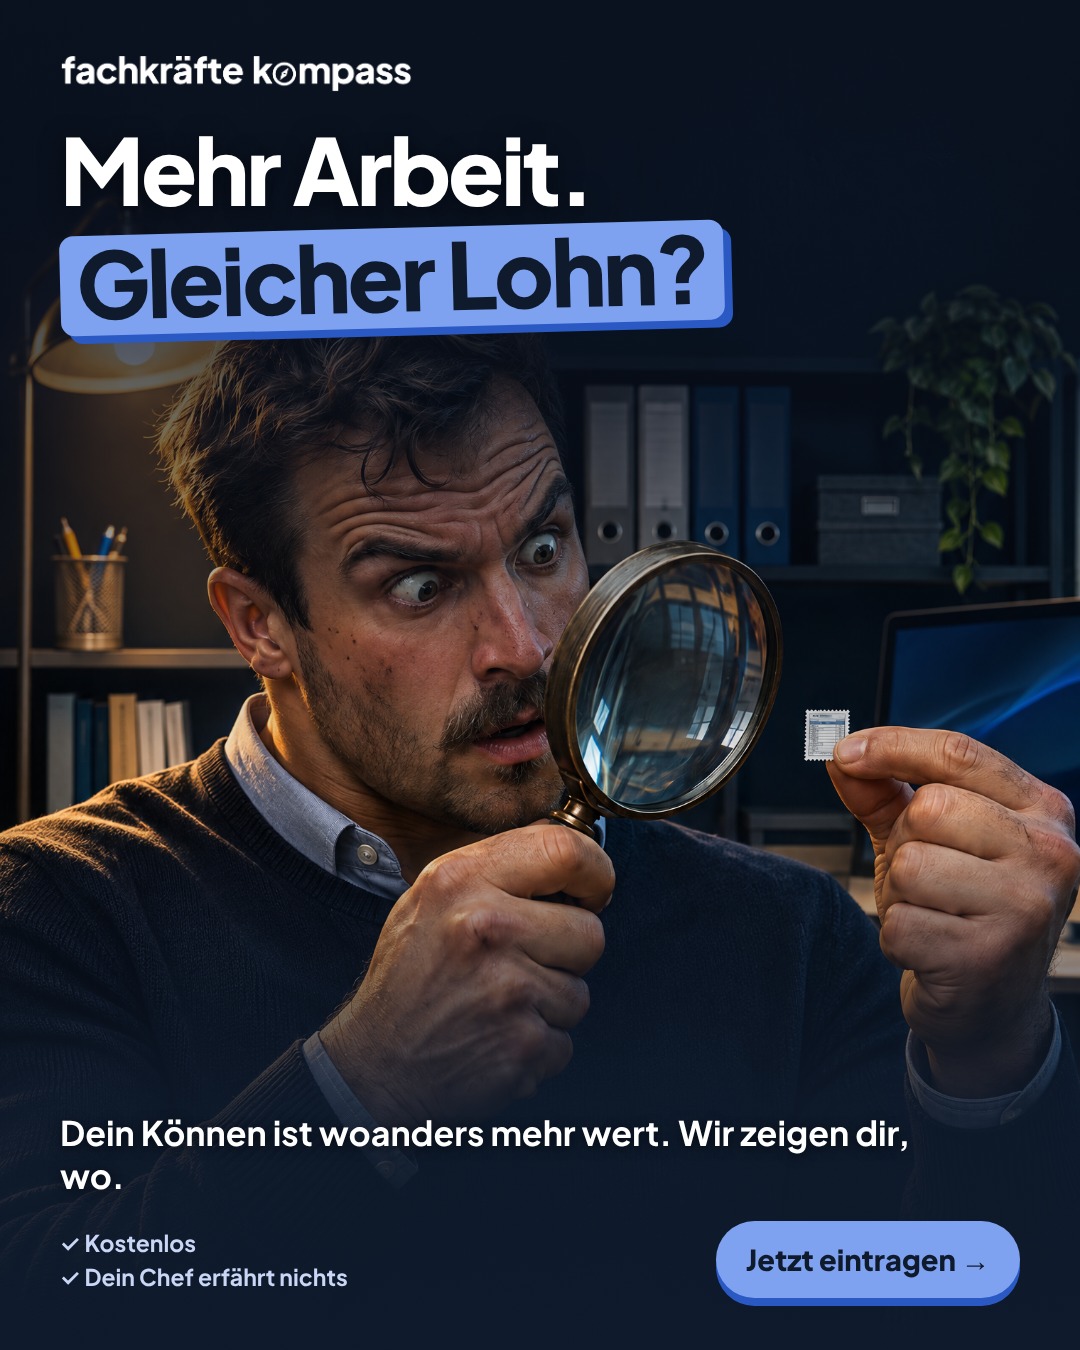 fachkräfte kompass
Mehr Arbeit.
Gleicher Lohn?
Dein Können ist woanders mehr wert. Wir zeigen dir,
wo.
✓ Kostenlos
✓ Dein Chef erfährt nichts
Jetzt eintragen →